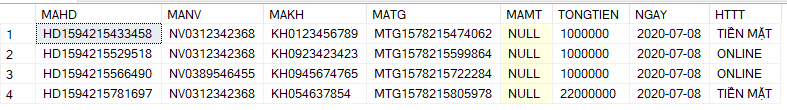 MAHD MANV MAKH MATG MAMT TONGTIEN NGAY HTTT
1 HD1594215433458 NV0312342368 KH0123456789 MTG1578215474062 NULL 1000000 2020-07-08 TIỀN MẶT
2 HD1594215529518 NV0312342368 KH0923423423 MTG1578215599864 NULL 1000000 2020-07-08 ONLINE
3 HD1594215566490 NV0389546455 KH0945674765 MTG1578215722284 NULL 1000000 2020-07-08 ONLINE
4 HD1594215781697 NV0312342368 KH054637854 MTG1578215805978 NULL 22000000 2020-07-08 TIỀN MẶT